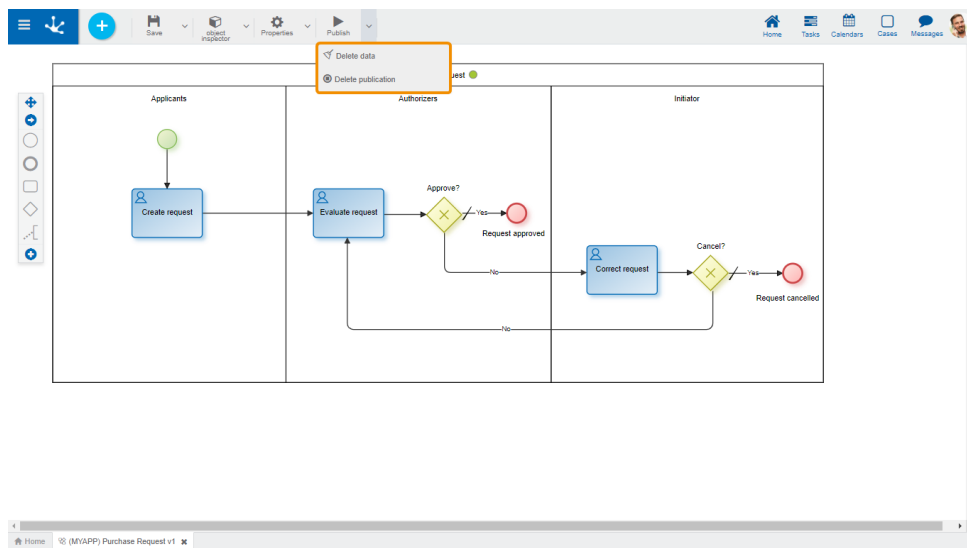 Save
object
inspector
Properties
Publish
Home
Tasks
Calendars
Cases
Messages
Delete data
Delete publication
Applicants
Authorizers
Initiator
Create request
Evaluate request
Approve?
Yes
Request approved
No
Correct request
Cancel?
Yes
Request cancelled
No
Home
(MYAPP) Purchase Request v1